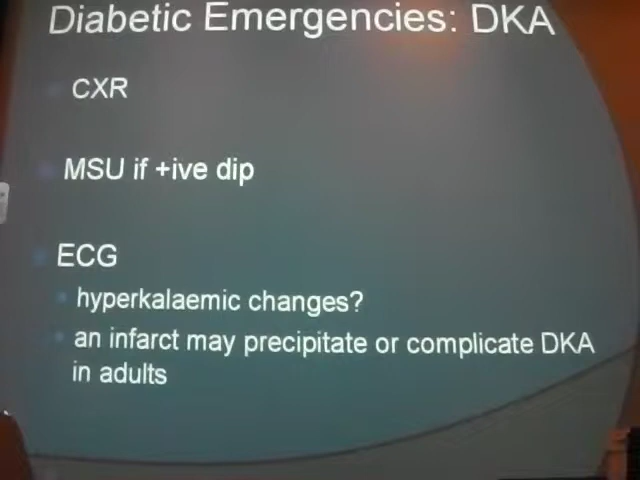 Diabetic Emergencies: DKA
CXR
MSU if +ive dip
ECG
hyperkalaemic changes?
an infarct may precipitate or complicate DKA
in adults